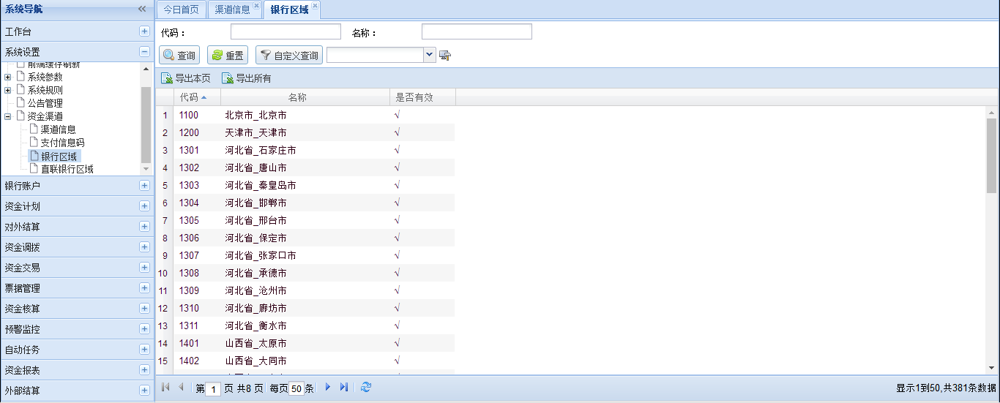 系统导航
工作台
系统设置
前端缓存刷新
系统参数
系统规则
公告管理
资金渠道
渠道信息
支付信息码
银行区域
直联银行区域
银行账户
资金计划
对外结算
资金调拨
资金交易
票据管理
资金核算
预警监控
自动任务
资金报表
外部结算
今日首页 渠道信息 银行区域
代码： 名称：
查询 重置 自定义查询
导出本页 导出所有
代码 名称 是否有效
1 1100 北京市_北京市 √
2 1200 天津市_天津市 √
3 1301 河北省_石家庄市 √
4 1302 河北省_唐山市 √
5 1303 河北省_秦皇岛市 √
6 1304 河北省_邯郸市 √
7 1305 河北省_邢台市 √
8 1306 河北省_保定市 √
9 1307 河北省_张家口市 √
10 1308 河北省_承德市 √
11 1309 河北省_沧州市 √
12 1310 河北省_廊坊市 √
13 1311 河北省_衡水市 √
14 1401 山西省_太原市 √
15 1402 山西省_大同市 √
第 1 页 共8 页 每页 50 条 显示1到50,共381条数据